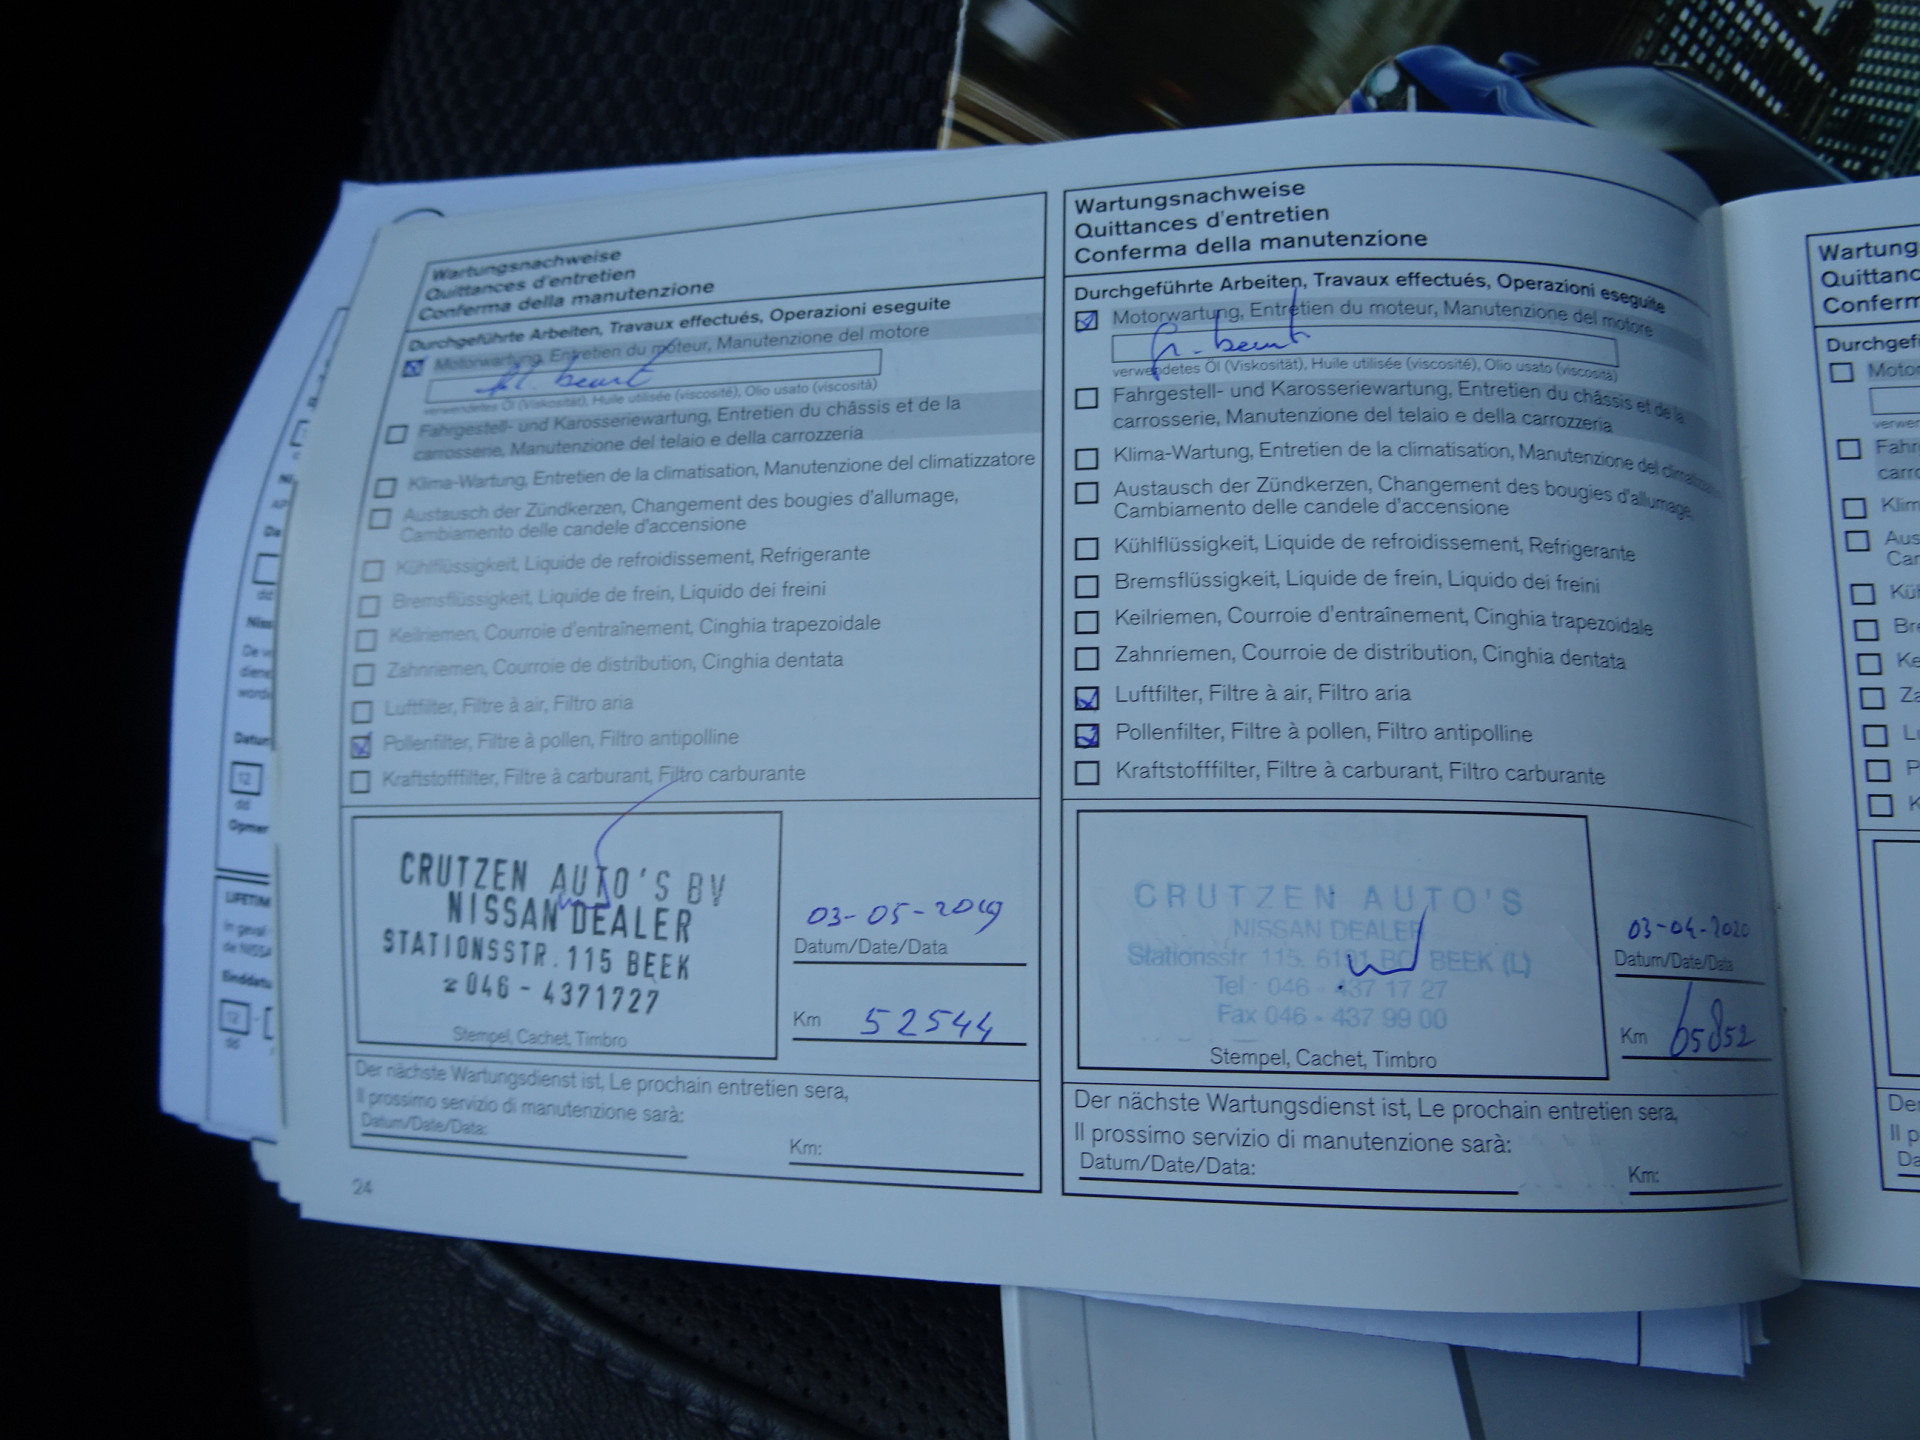 Wartungsnachweise
Quittances d'entretien
Conferma della manutenzione
Durchgeführte Arbeiten, Travaux effectués, Operazioni eseguite
Motorwartung, Entretien du moteur, Manutenzione del motore
beurt
verwendetes Öl (Viskosität), Huile utilisée (viscosité), Olio usato (viscosità)
Fahrgestell- und Karosseriewartung, Entretien du châssis et de la
carrosserie, Manutenzione del telaio e della carrozzeria
Klima-Wartung, Entretien de la climatisation, Manutenzione del climatizzatore
Austausch der Zündkerzen, Changement des bougies d'allumage,
Cambiamento delle candele d'accensione
Kühlflüssigkeit, Liquide de refroidissement, Refrigerante
Bremsflüssigkeit, Liquide de frein, Liquido dei freini
Keilriemen, Courroie d'entraînement, Cinghia trapezoidale
Zahnriemen, Courroie de distribution, Cinghia dentata
Luftfilter, Filtre à air, Filtro aria
Pollenfilter, Filtre à pollen, Filtro antipolline
Kraftstofffilter, Filtre à carburant, Filtro carburante
CRUTZEN AUTO'S BV
NISSAN DEALER
STATIONSSTR. 115 BEEK
046 - 4371727
Stempel, Cachet, Timbro
03-05-2019
Datum/Date/Data
Km 52544
Der nächste Wartungsdienst ist, Le prochain entretien sera,
Il prossimo servizio di manutenzione sarà:
Datum/Date/Data:
Km:
24
Wartungsnachweise
Quittances d'entretien
Conferma della manutenzione
Durchgeführte Arbeiten, Travaux effectués, Operazioni eseguite
Motorwartung, Entretien du moteur, Manutenzione del motore
beurt
verwendetes Öl (Viskosität), Huile utilisée (viscosité), Olio usato (viscosità)
Fahrgestell- und Karosseriewartung, Entretien du châssis et de la
carrosserie, Manutenzione del telaio e della carrozzeria
Klima-Wartung, Entretien de la climatisation, Manutenzione del
Austausch der Zündkerzen, Changement des bougies d'allumage,
Cambiamento delle candele d'accensione
Kühlflüssigkeit, Liquide de refroidissement, Refrigerante
Bremsflüssigkeit, Liquide de frein, Liquido dei freini
Keilriemen, Courroie d'entraînement, Cinghia trapezoidale
Zahnriemen, Courroie de distribution, Cinghia dentata
Luftfilter, Filtre à air, Filtro aria
Pollenfilter, Filtre à pollen, Filtro antipolline
Kraftstofffilter, Filtre à carburant, Filtro carburante
CRUTZEN AUTO'S
NISSAN DEALER
Stationsstr. 115. 6191 BC BEEK (L)
Tel - 046 - 437 17 27
Fax 046 - 437 99 00
Stempel, Cachet, Timbro
03-04-2020
Datum/Date/Data
Km 65852
Der nächste Wartungsdienst ist, Le prochain entretien sera,
Il prossimo servizio di manutenzione sarà:
Datum/Date/Data:
Km: